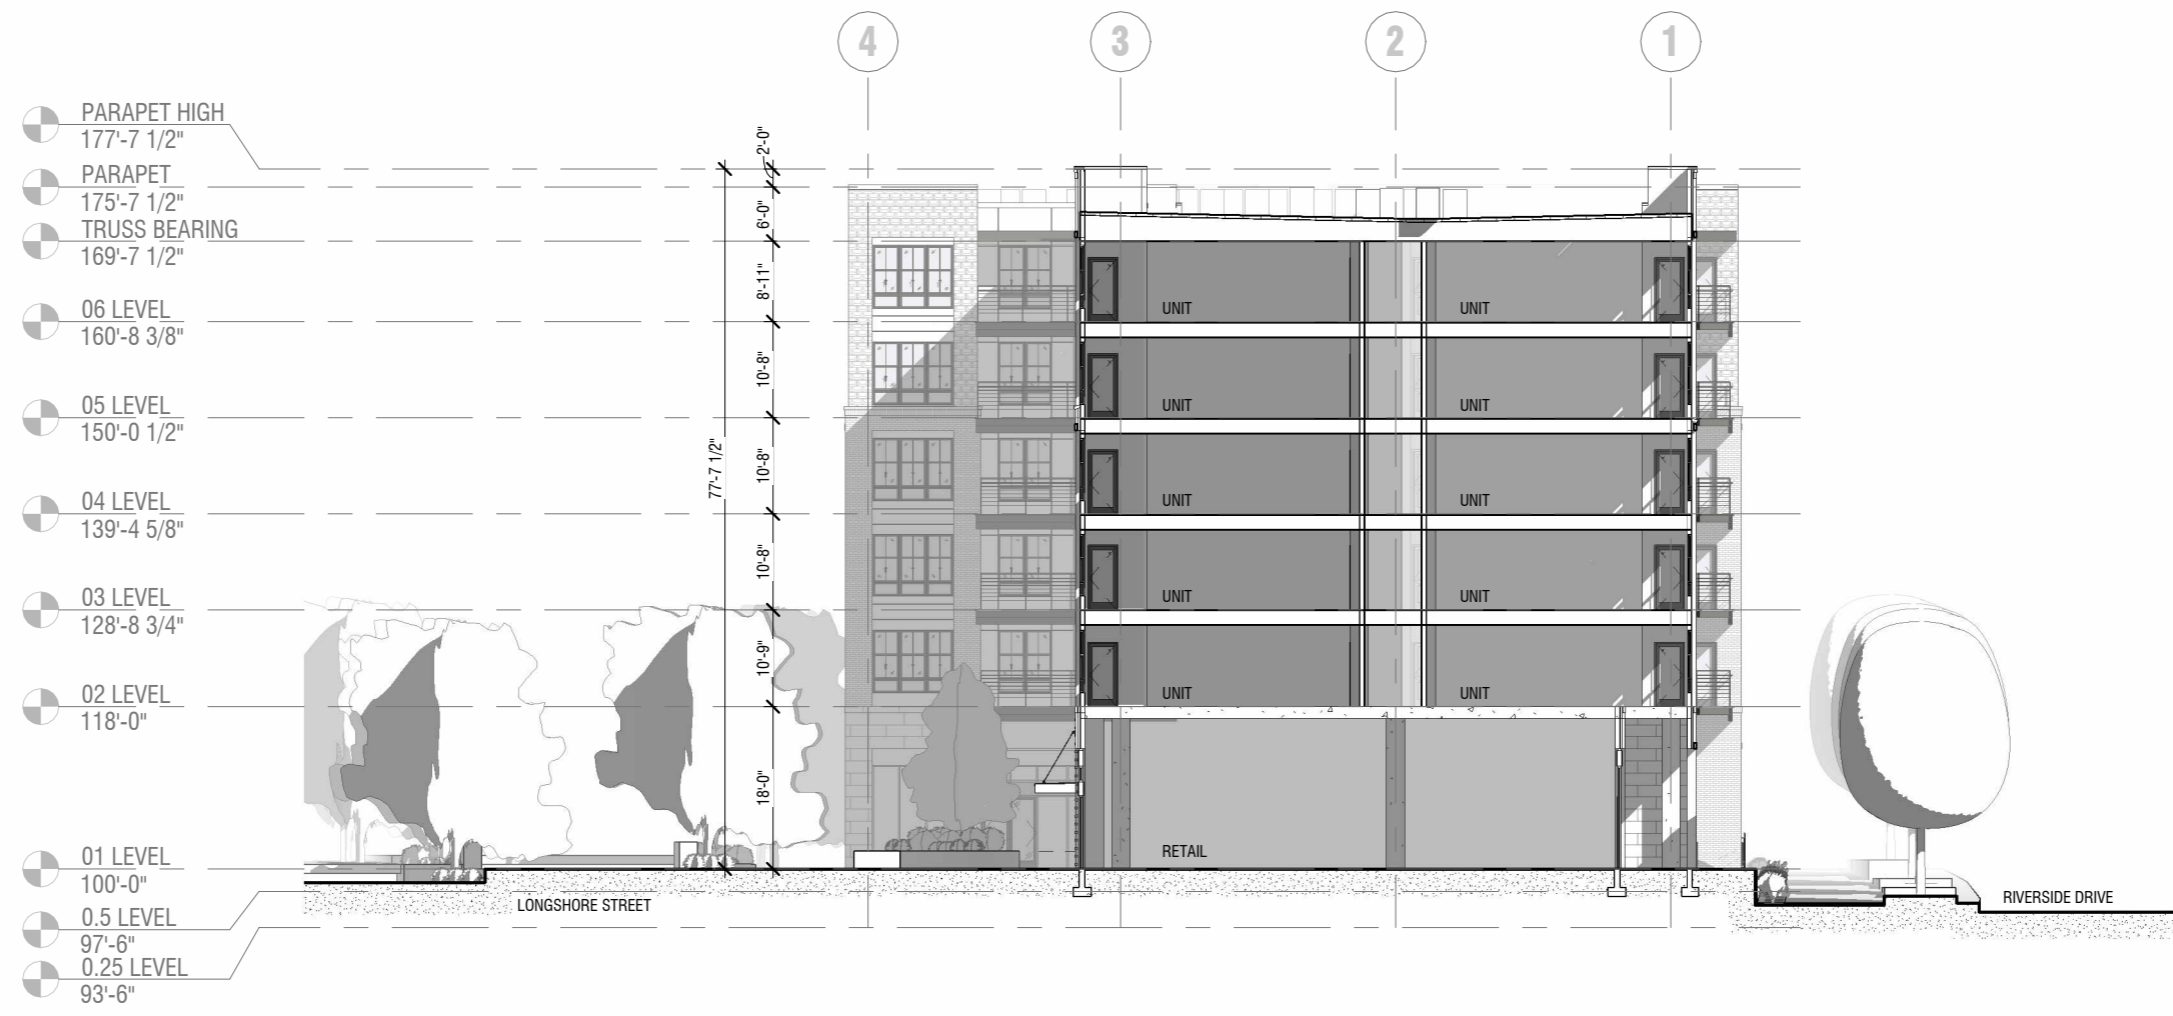 4
3
2
1
PARAPET HIGH
177'-7 1/2"
PARAPET
175'-7 1/2"
TRUSS BEARING
169'-7 1/2"
06 LEVEL
160'-8 3/8"
05 LEVEL
150'-0 1/2"
04 LEVEL
139'-4 5/8"
03 LEVEL
128'-8 3/4"
02 LEVEL
118'-0"
01 LEVEL
100'-0"
0.5 LEVEL
97'-6"
0.25 LEVEL
93'-6"
77'-7 1/2"
2'-0"
6'-0"
8'-11"
10'-8"
10'-8"
10'-8"
10'-9"
18'-0"
UNIT
UNIT
UNIT
UNIT
UNIT
UNIT
UNIT
UNIT
UNIT
UNIT
RETAIL
LONGSHORE STREET
RIVERSIDE DRIVE